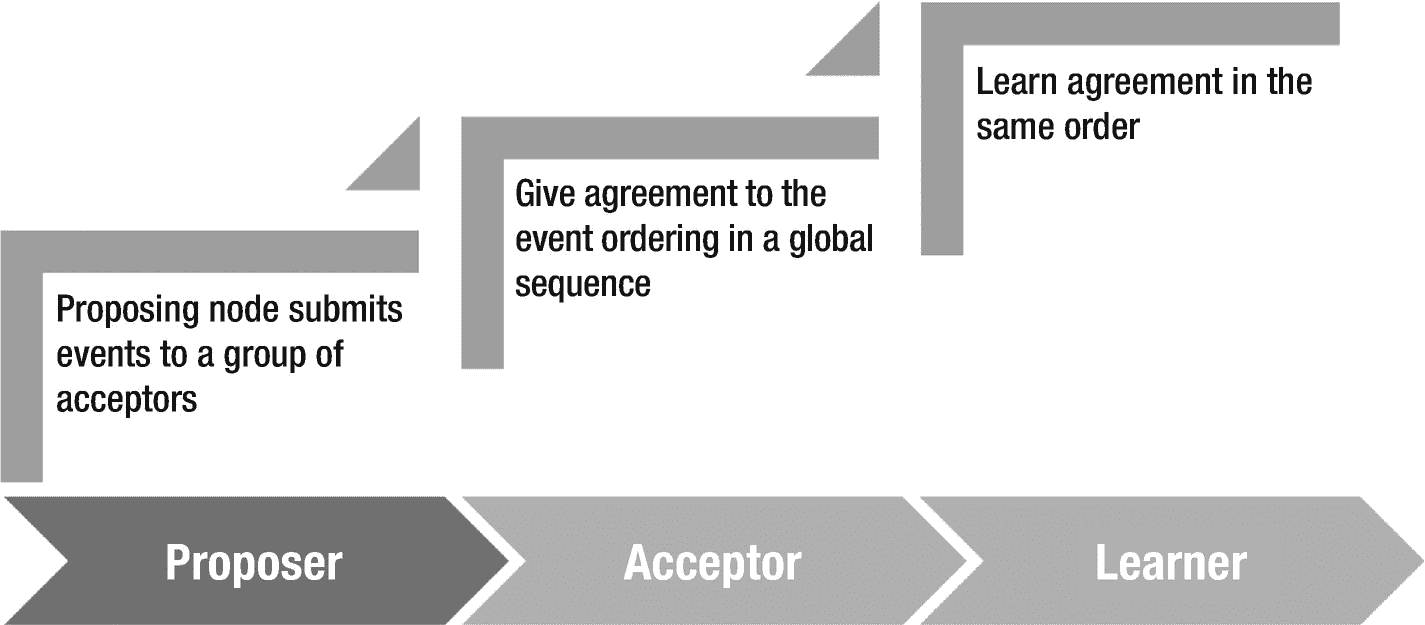 Proposing node submits
events to a group of
acceptors
Give agreement to the
event ordering in a global
sequence
Learn agreement in the
same order
Proposer
Acceptor
Learner